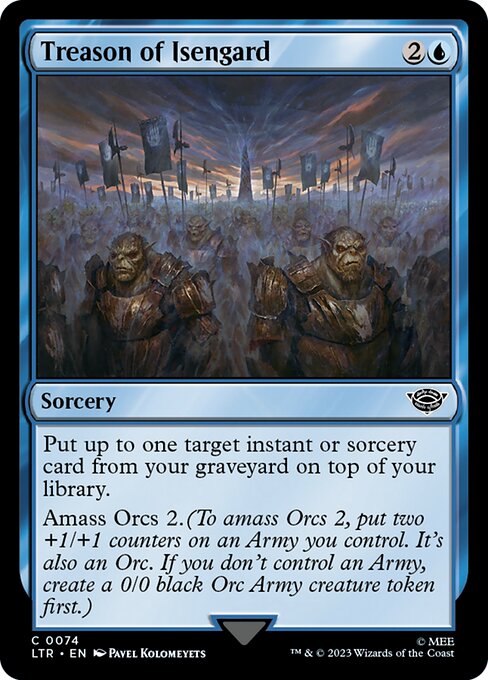 Treason of Isengard 2
Sorcery
Put up to one target instant or sorcery
card from your graveyard on top of your
library.
Amass Orcs 2.(To amass Orcs 2, put two
+1/+1 counters on an Army you control. It's
also an Orc. If you don't control an Army,
create a 0/0 black Orc Army creature token
first.)
C 0074
LTR • EN Pavel Kolomeyets
© MEE
™ & © 2023 Wizards of the Coast